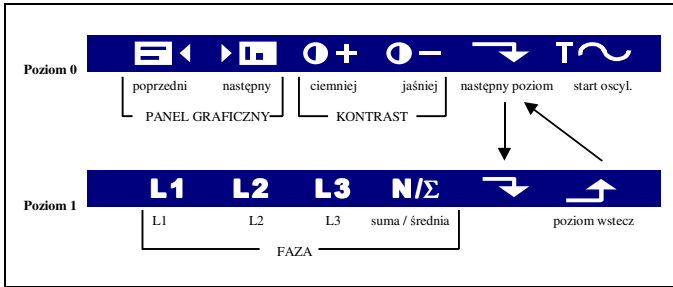 T
Poziom 0
poprzedni następny ciemniej jaśniej następny poziom start oscyl.
PANEL GRAFICZNY KONTRAST
L1 L2 L3 N/Σ
Poziom 1
L1 L2 L3 suma / średnia poziom wstecz
FAZA